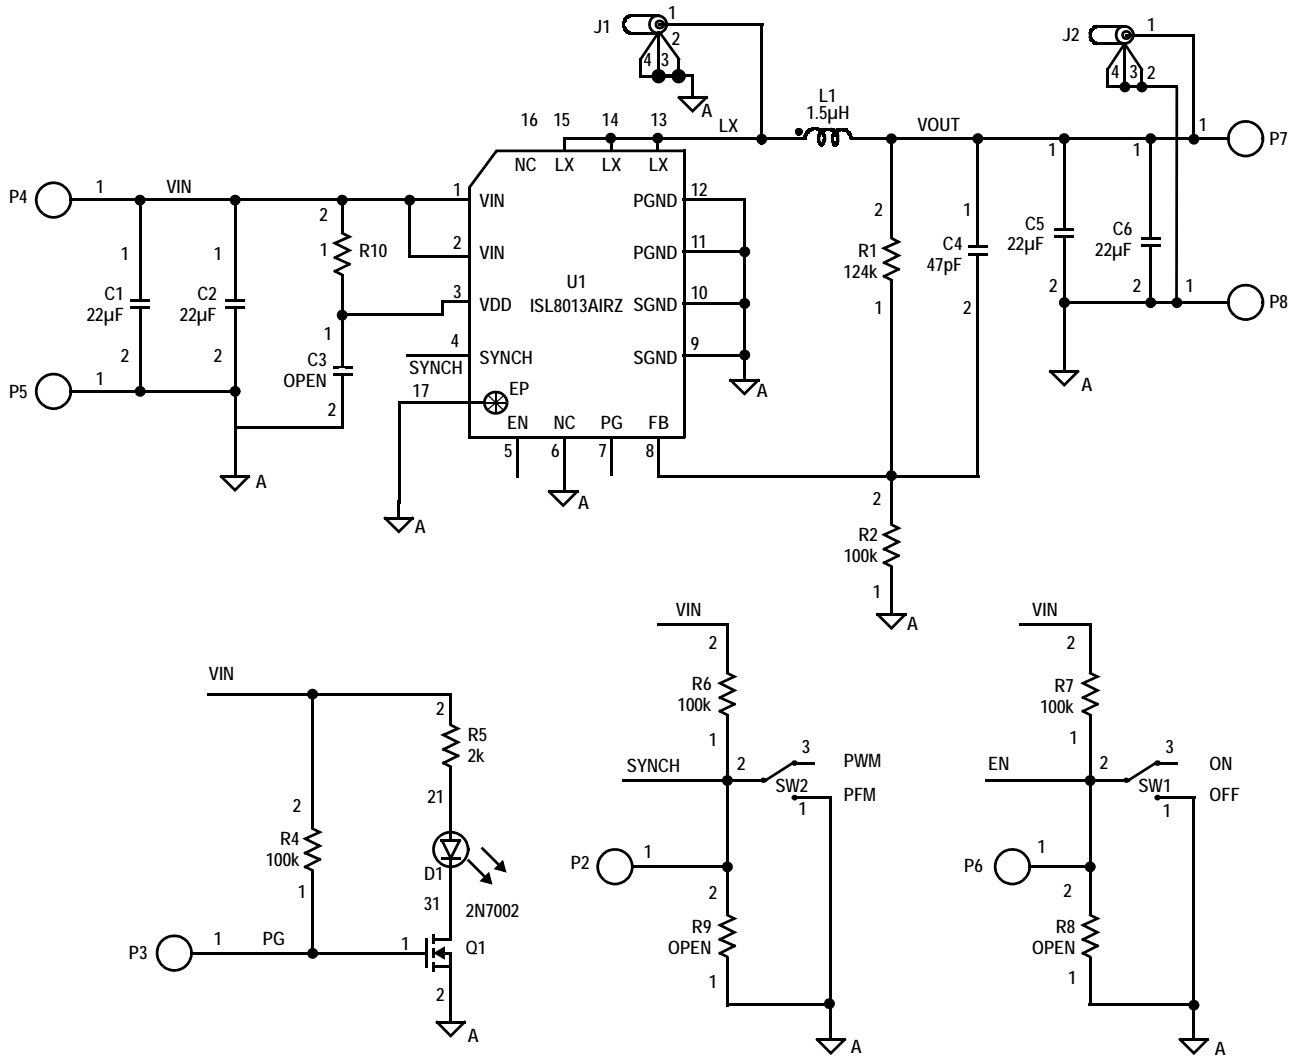 J1
1
2
4
3
A
J2
1
4
3
2
L1
1.5µH
16
15
14
13
LX
VOUT
1
P7
NC
LX
LX
LX
P4
1
VIN
1
VIN
PGND
12
2
VIN
PGND
11
3
VDD
U1
ISL8013AIRZ
SGND
10
4
SYNCH
SYNCH
SGND
9
17
EP
EN
NC
PG
FB
5
6
7
8
A
A
A
1
C1
22µF
2
1
C2
22µF
2
2
1
R10
1
C3
OPEN
2
P5
1
A
2
R1
124k
1
1
C4
47pF
2
1
C5
22µF
2
1
C6
22µF
2
1
P8
A
2
R2
100k
1
A
VIN
2
R4
100k
1
2
R5
2k
21
D1
31
2N7002
P3
1
PG
1
Q1
2
A
VIN
2
R6
100k
1
SYNCH
2
3
PWM
SW2
PFM
1
P2
1
2
R9
OPEN
1
A
VIN
2
R7
100k
1
EN
2
3
ON
SW1
OFF
1
P6
1
2
R8
OPEN
1
A